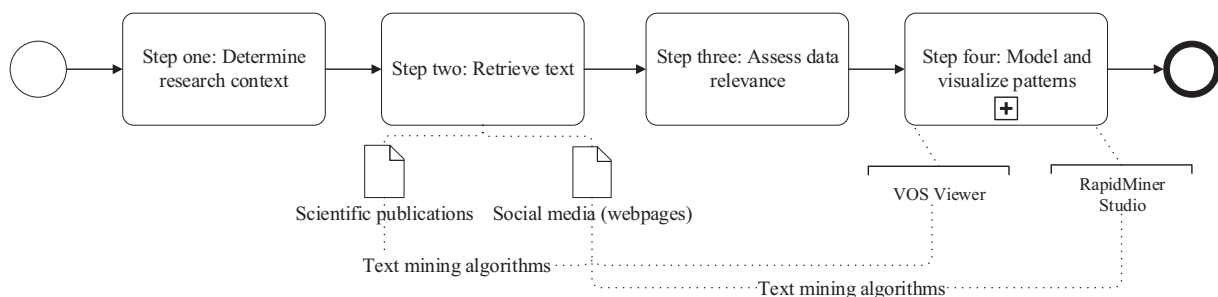 Step one: Determine
research context
Step two: Retrieve text
Step three: Assess data
relevance
Step four: Model and
visualize patterns
Scientific publications
Social media (webpages)
VOS Viewer
RapidMiner
Studio
Text mining algorithms
Text mining algorithms